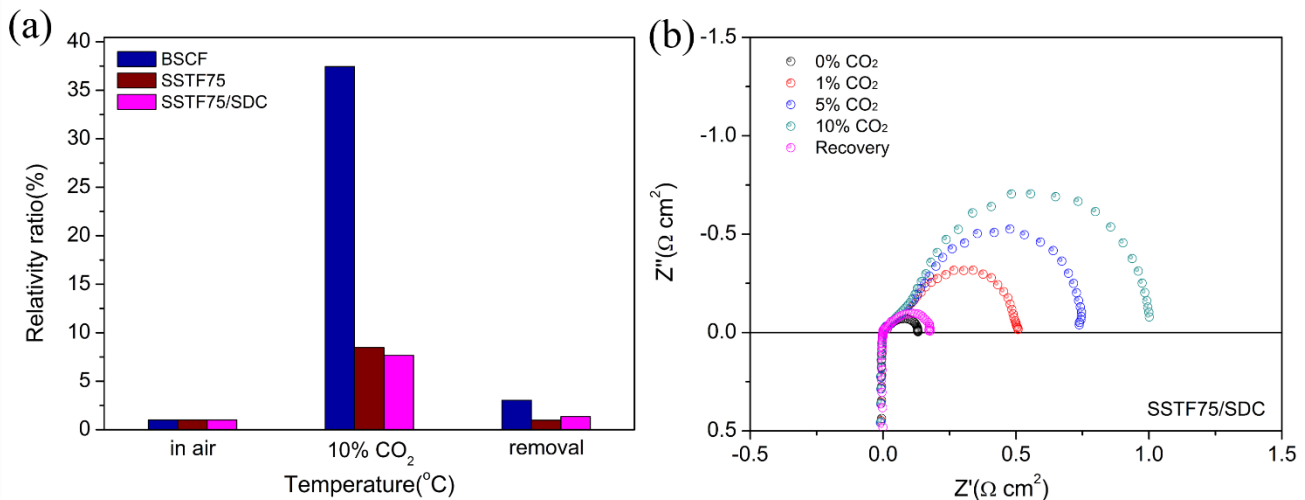 (a)
40
35
30
25
20
15
10
5
0
Relativity ratio(%)
BSCF
SSTF75
SSTF75/SDC
in air
10% CO₂
removal
Temperature(°C)
(b)
-1.5
-1.0
-0.5
0.0
0.5
Z''(Ω cm²)
0% CO₂
1% CO₂
5% CO₂
10% CO₂
Recovery
SSTF75/SDC
-0.5 0.0 0.5 1.0 1.5
Z'(Ω cm²)